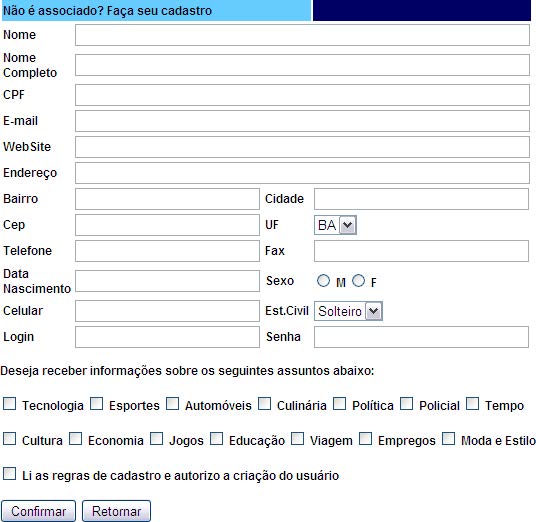 Não é associado? Faça seu cadastro
Nome
Nome
Completo
CPF
E-mail
WebSite
Endereço
Bairro Cidade
Cep UF BA
Telefone Fax
Data
Nascimento Sexo M F
Celular Est.Civil Solteiro
Login Senha
Deseja receber informações sobre os seguintes assuntos abaixo:
Tecnologia Esportes Automóveis Culinária Política Policial Tempo
Cultura Economia Jogos Educação Viagem Empregos Moda e Estilo
Li as regras de cadastro e autorizo a criação do usuário
Confirmar Retornar